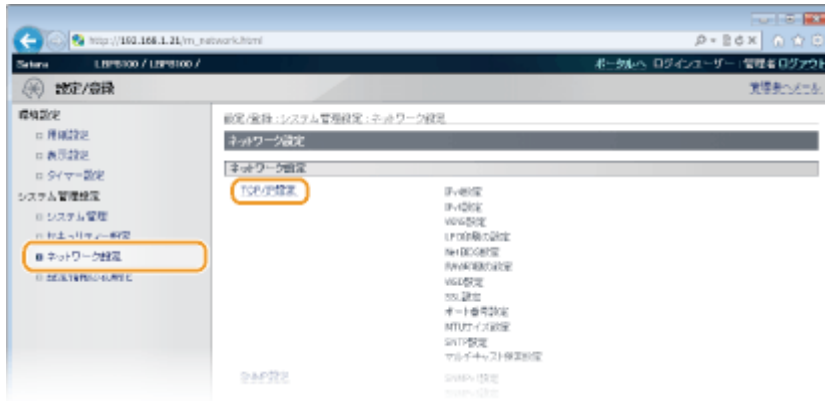 http://192.168.1.21/m_network.html
Satera LBP8100 / LBP8100 /
ポータルへ ログインユーザー: 管理者 ログアウト
設定/登録
管理者へメール
環境設定
用紙設定
表示設定
タイマー設定
システム管理設定
システム管理
セキュリティー設定
ネットワーク設定
設定/登録 : システム管理設定 : ネットワーク設定
ネットワーク設定
ネットワーク設定
TCP/IP設定
IPv4設定
WINS設定
LPD印刷の設定
NetBIOS設定
RAW印刷の設定
WSD設定
SSL設定
ポート番号設定
MTUサイズ設定
SNTP設定
マルチキャスト探索設定
SNMP設定